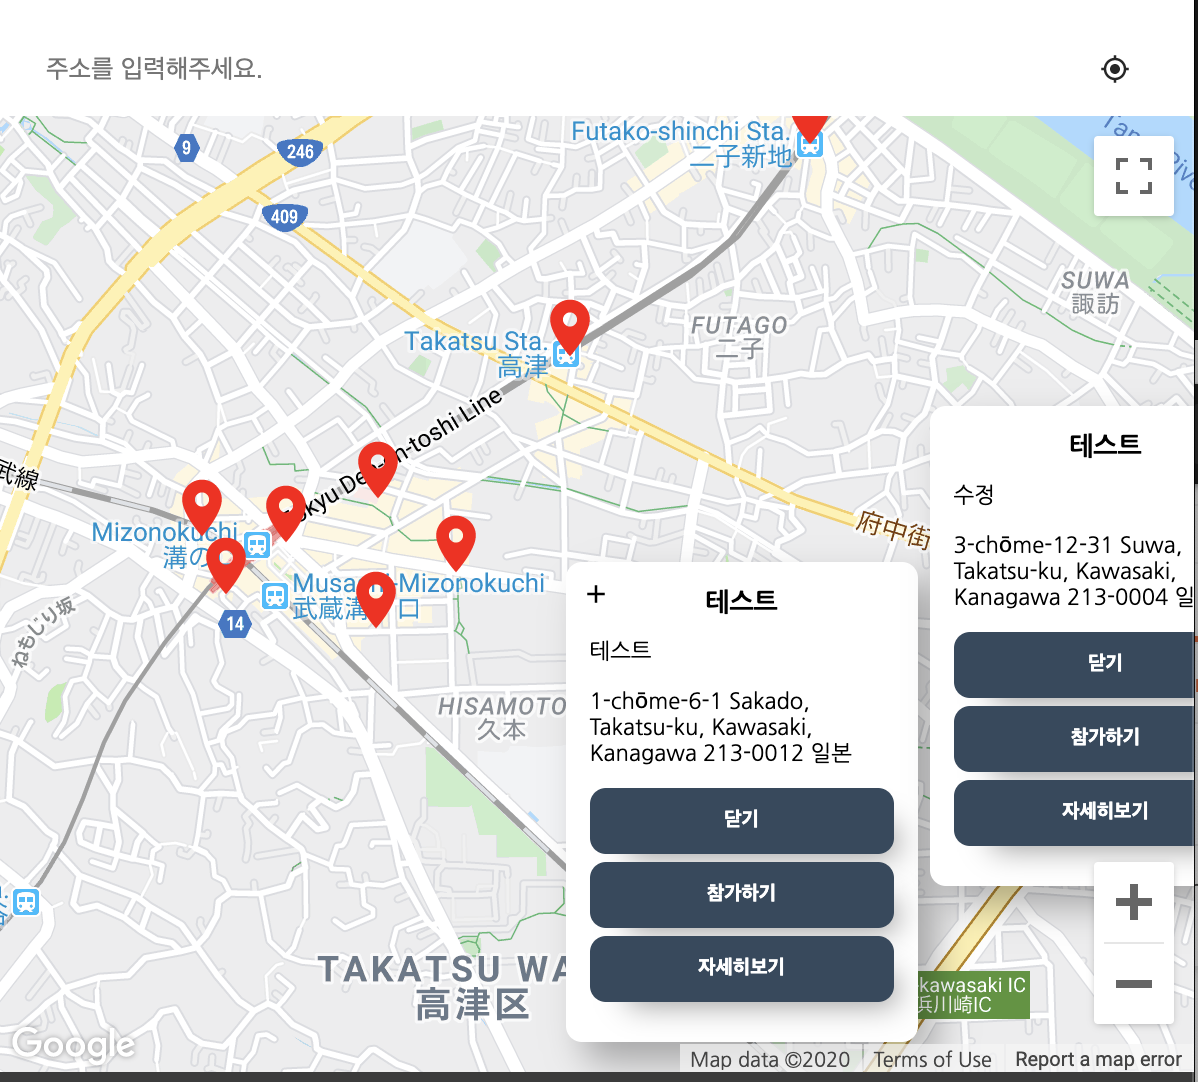 주소를 입력해주세요.
Futako-shinchi Sta.
二子新地
9
246
409
SUWA
諏訪
FUTAGO
二子
Takatsu Sta.
高津
武線
府中街
Mizonokuchi
溝の
Musashi-Mizonokuchi
武蔵溝
口
14
ねもじり坂
HISAMOTO
久本
TAKATSU WA
高津区
kawasaki IC
浜川崎IC
테스트
수정
3-chōme-12-31 Suwa,
Takatsu-ku, Kawasaki,
Kanagawa 213-0004 일
닫기
참가하기
자세히보기
테스트
테스트
1-chōme-6-1 Sakado,
Takatsu-ku, Kawasaki,
Kanagawa 213-0012 일본
닫기
참가하기
자세히보기
Google
Map data ©2020
Terms of Use
Report a map error